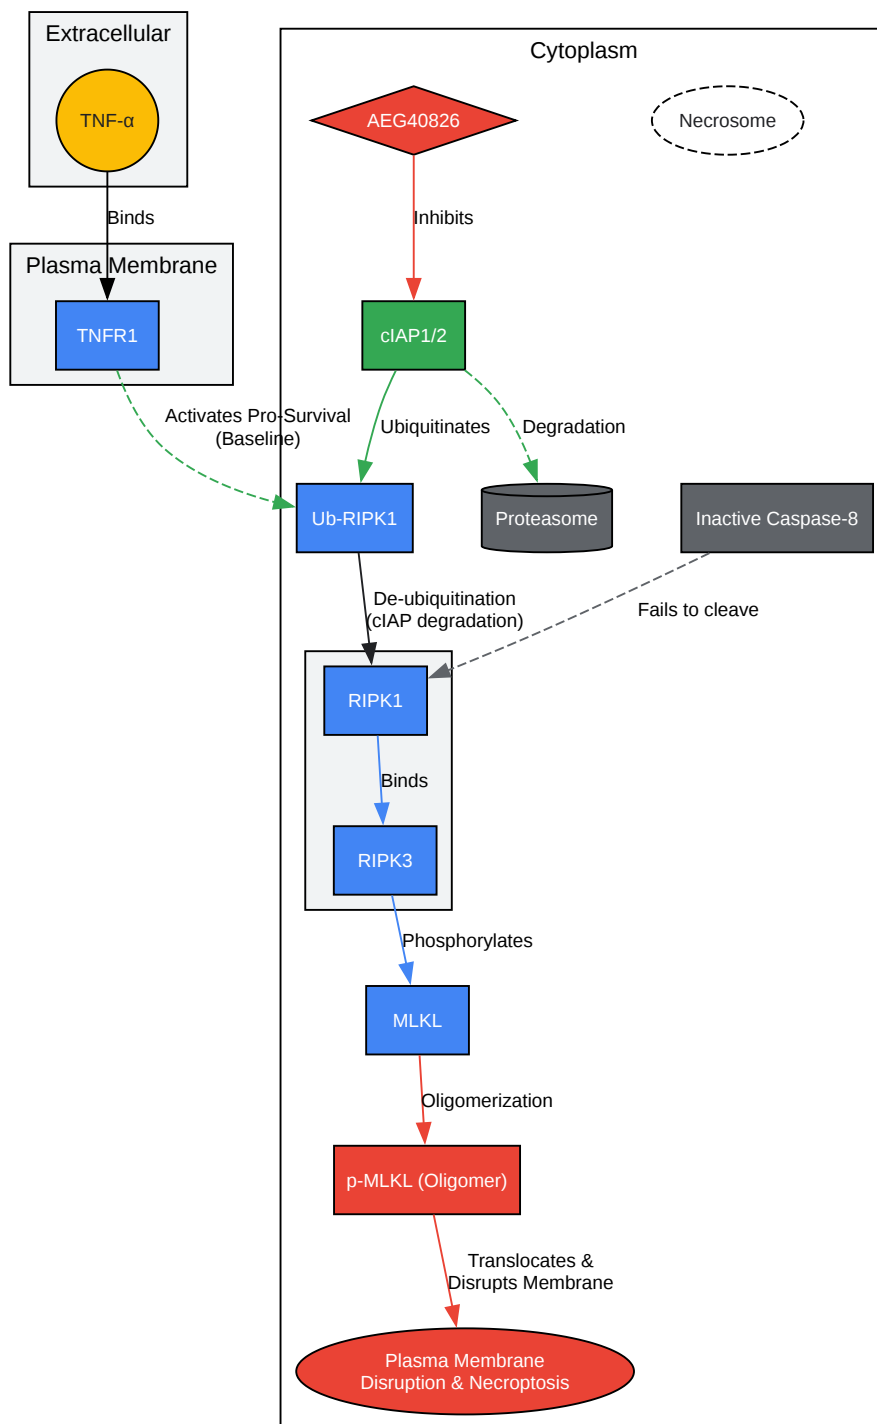 Extracellular
Cytoplasm
TNF-α
AEG40826
Necrosome
Binds
Inhibits
Plasma Membrane
TNFR1
cIAP1/2
Activates Pro-Survival
(Baseline)
Ubiquitinates
Degradation
Ub-RIPK1
Proteasome
Inactive Caspase-8
De-ubiquitination
(cIAP degradation)
Fails to cleave
RIPK1
Binds
RIPK3
Phosphorylates
MLKL
Oligomerization
p-MLKL (Oligomer)
Translocates &
Disrupts Membrane
Plasma Membrane
Disruption & Necroptosis